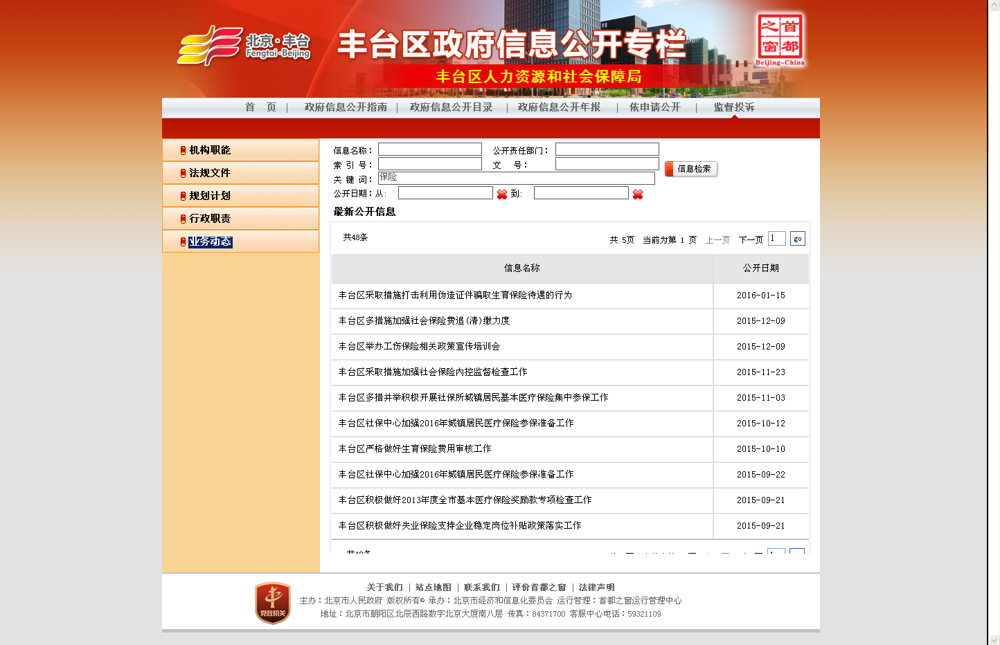 北京·丰台
Fengtai·Beijing
丰台区政府信息公开专栏
丰台区人力资源和社会保障局
首都之窗
Beijing-China
首 页 | 政府信息公开指南 | 政府信息公开目录 | 政府信息公开年报 | 依申请公开 | 监督投诉
机构职能
法规文件
规划计划
行政职责
业务动态
信息名称： 公开责任部门：
索 引 号： 文 号：
信息检索
关 键 词： 保险
公开日期：从: 到:
最新公开信息
共48条
共 5页 当前为第 1 页 上一页 下一页 1 go
信息名称 公开日期
丰台区采取措施打击利用伪造证件骗取生育保险待遇的行为 2016-01-15
丰台区多措施加强社会保险费追(清)缴力度 2015-12-09
丰台区举办工伤保险相关政策宣传培训会 2015-12-09
丰台区采取措施加强社会保险内控监督检查工作 2015-11-23
丰台区多措并举积极开展社保所城镇居民基本医疗保险集中参保工作 2015-11-03
丰台区社保中心加强2016年城镇居民医疗保险参保准备工作 2015-10-12
丰台区严格做好生育保险费用审核工作 2015-10-10
丰台区社保中心加强2016年城镇居民医疗保险参保准备工作 2015-09-22
丰台区积极做好2013年度全市基本医疗保险奖励款专项检查工作 2015-09-21
丰台区积极做好失业保险支持企业稳定岗位补贴政策落实工作 2015-09-21
共48条
党政机关
关于我们 | 站点地图 | 联系我们 | 评价首都之窗 | 法律声明
主办：北京市人民政府 版权所有© 承办：北京市经济和信息化委员会 运行管理：首都之窗运行管理中心
地址：北京市朝阳区北辰西路数字北京大厦南八层 传真：84371700 客服中心电话：59321109